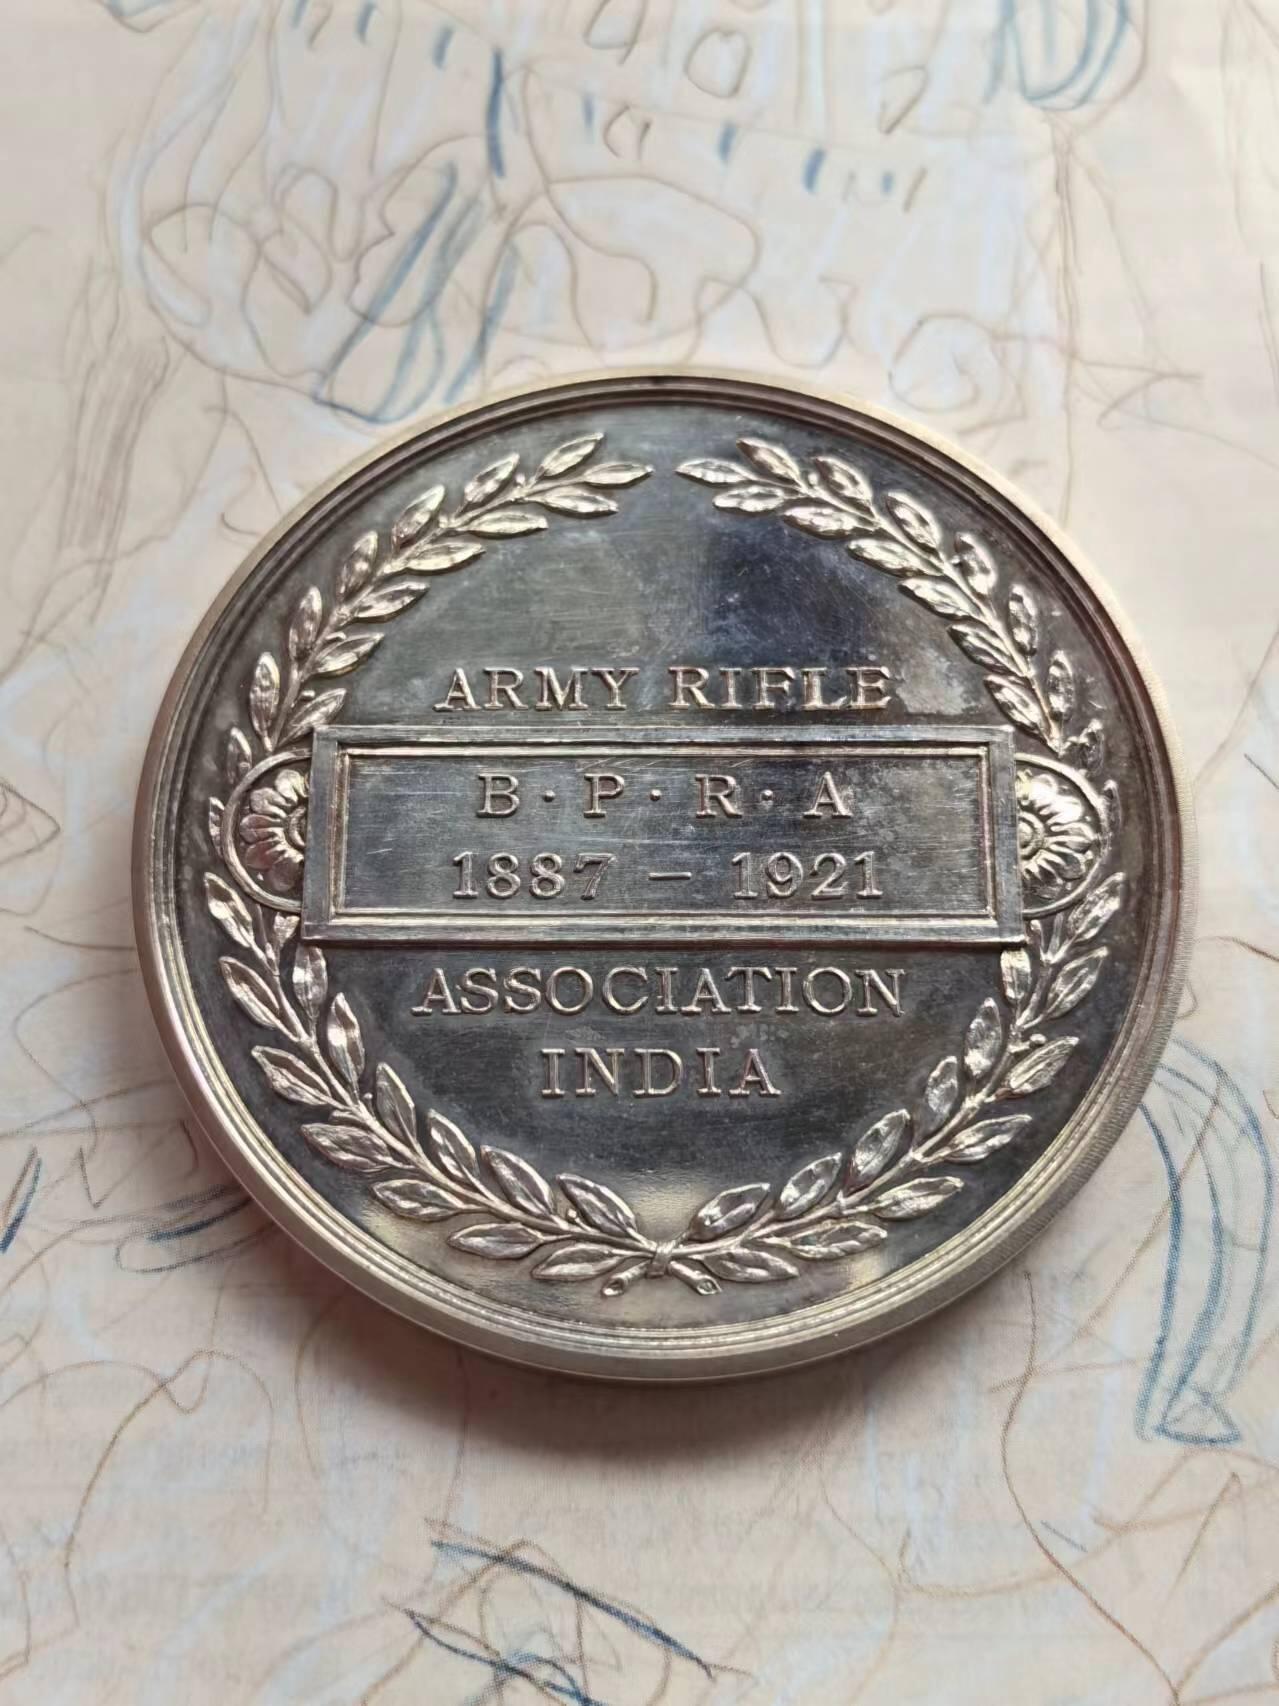 ARMY RIFLE
B·P·R·A
1887 – 1921
ASSOCIATION
INDIA